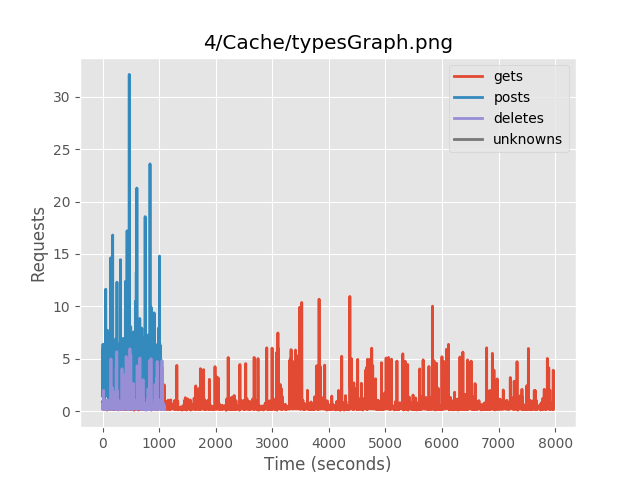 4/Cache/typesGraph.png
gets
posts
deletes
unknowns
Requests
30
25
20
15
10
5
0
0 1000 2000 3000 4000 5000 6000 7000 8000
Time (seconds)